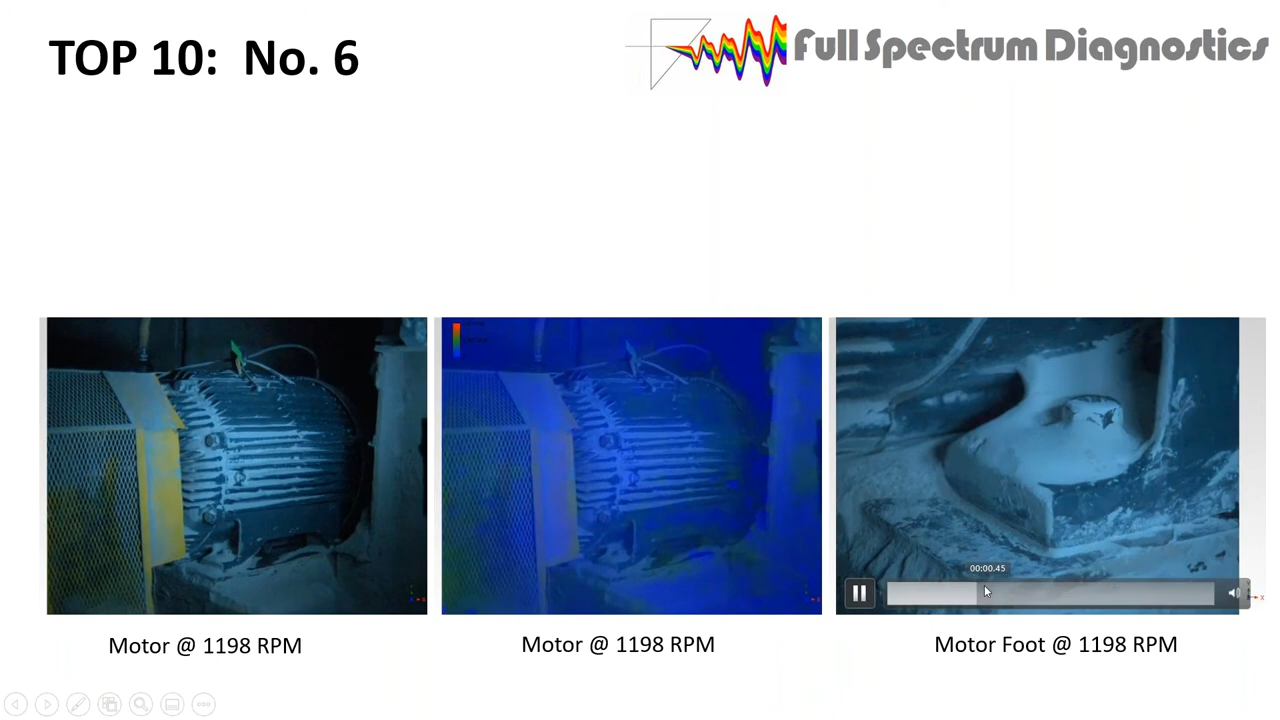 TOP 10: No. 6
Full Spectrum Diagnostics
00:00.45
Motor @ 1198 RPM
Motor @ 1198 RPM
Motor Foot @ 1198 RPM